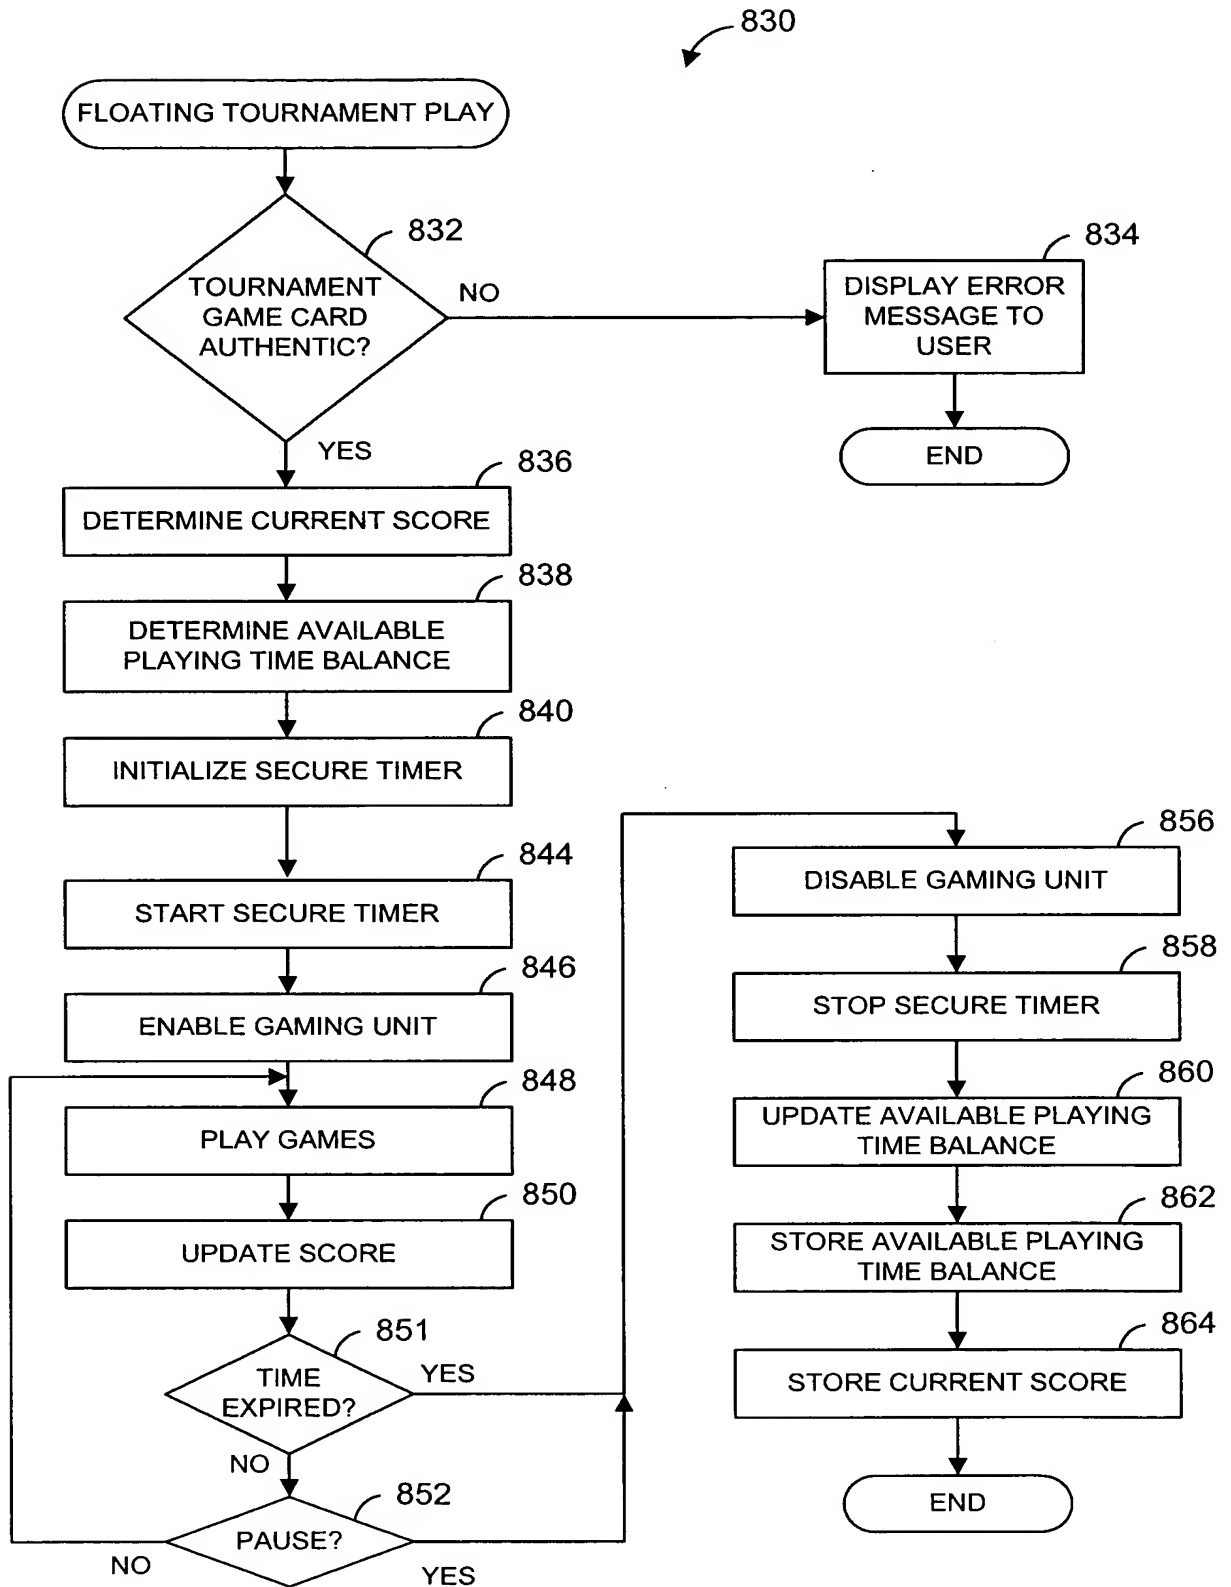 830
FLOATING TOURNAMENT PLAY
832
TOURNAMENT
GAME CARD
AUTHENTIC?
NO
834
DISPLAY ERROR
MESSAGE TO
USER
END
YES
836
DETERMINE CURRENT SCORE
838
DETERMINE AVAILABLE
PLAYING TIME BALANCE
840
INITIALIZE SECURE TIMER
844
START SECURE TIMER
846
ENABLE GAMING UNIT
848
PLAY GAMES
850
UPDATE SCORE
851
TIME
EXPIRED?
YES
NO
852
PAUSE?
NO
YES
856
DISABLE GAMING UNIT
858
STOP SECURE TIMER
860
UPDATE AVAILABLE PLAYING
TIME BALANCE
862
STORE AVAILABLE PLAYING
TIME BALANCE
864
STORE CURRENT SCORE
END